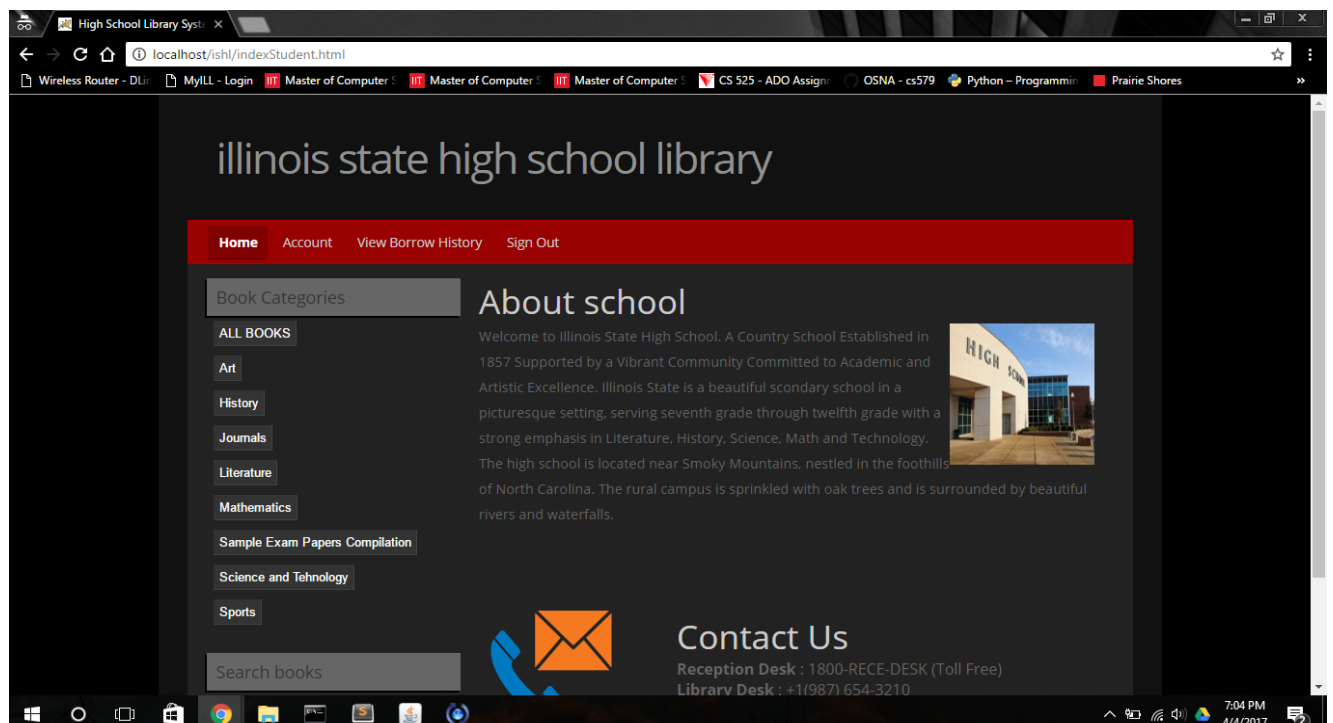 High School Library Syste
localhost/ishl/indexStudent.html
Wireless Router - DLin MyILL - Login IIT Master of Computer S IIT Master of Computer S IIT Master of Computer S CS 525 - ADO Assign OSNA - cs579 Python – Programmin Prairie Shores »
illinois state high school library
Home Account View Borrow History Sign Out
Book Categories
ALL BOOKS
Art
History
Journals
Literature
Mathematics
Sample Exam Papers Compilation
Science and Tehnology
Sports
Search books
About school
Welcome to Illinois State High School. A Country School Established in
1857 Supported by a Vibrant Community Committed to Academic and
Artistic Excellence. Illinois State is a beautiful scondary school in a
picturesque setting, serving seventh grade through twelfth grade with a
strong emphasis in Literature, History, Science, Math and Technology.
The high school is located near Smoky Mountains, nestled in the foothills
of North Carolina. The rural campus is sprinkled with oak trees and is surrounded by beautiful
rivers and waterfalls.
HIGH SCHOOL
Contact Us
Reception Desk : 1800-RECE-DESK (Toll Free)
Library Desk : +1(987) 654-3210
7:04 PM
4/4/2017